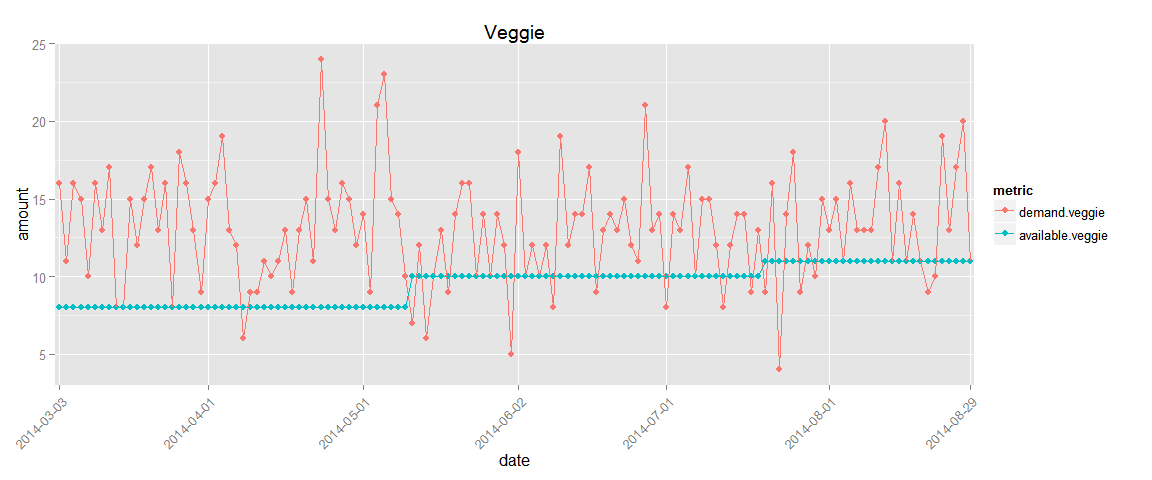 Veggie
amount
25
20
15
10
5
2014-03-03
2014-04-01
2014-05-01
2014-06-02
2014-07-01
2014-08-01
2014-08-29
date
metric
demand.veggie
available.veggie